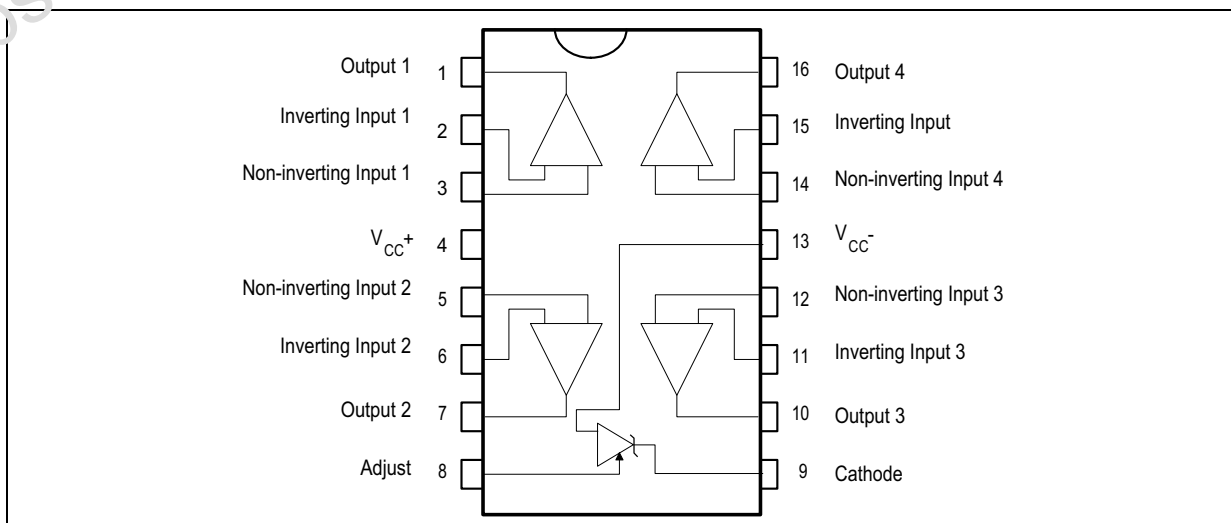 Output 1 1
Inverting Input 1 2
Non-inverting Input 1 3
VCC+ 4
Non-inverting Input 2 5
Inverting Input 2 6
Output 2 7
Adjust 8
16 Output 4
15 Inverting Input
14 Non-inverting Input 4
13 VCC-
12 Non-inverting Input 3
11 Inverting Input 3
10 Output 3
9 Cathode